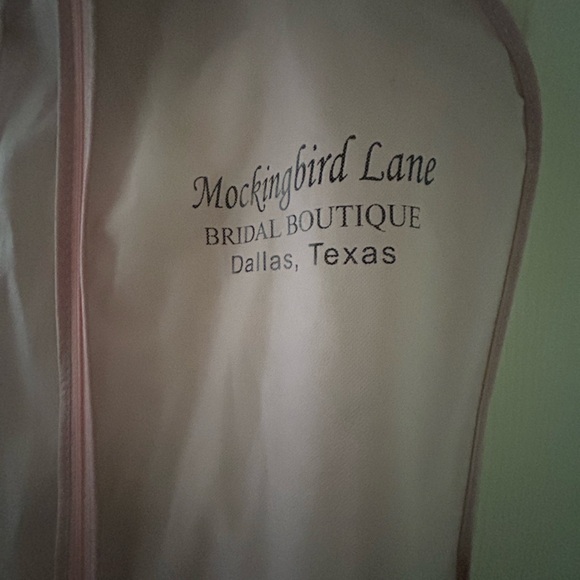 Mockingbird Lane
BRIDAL BOUTIQUE
Dallas, Texas